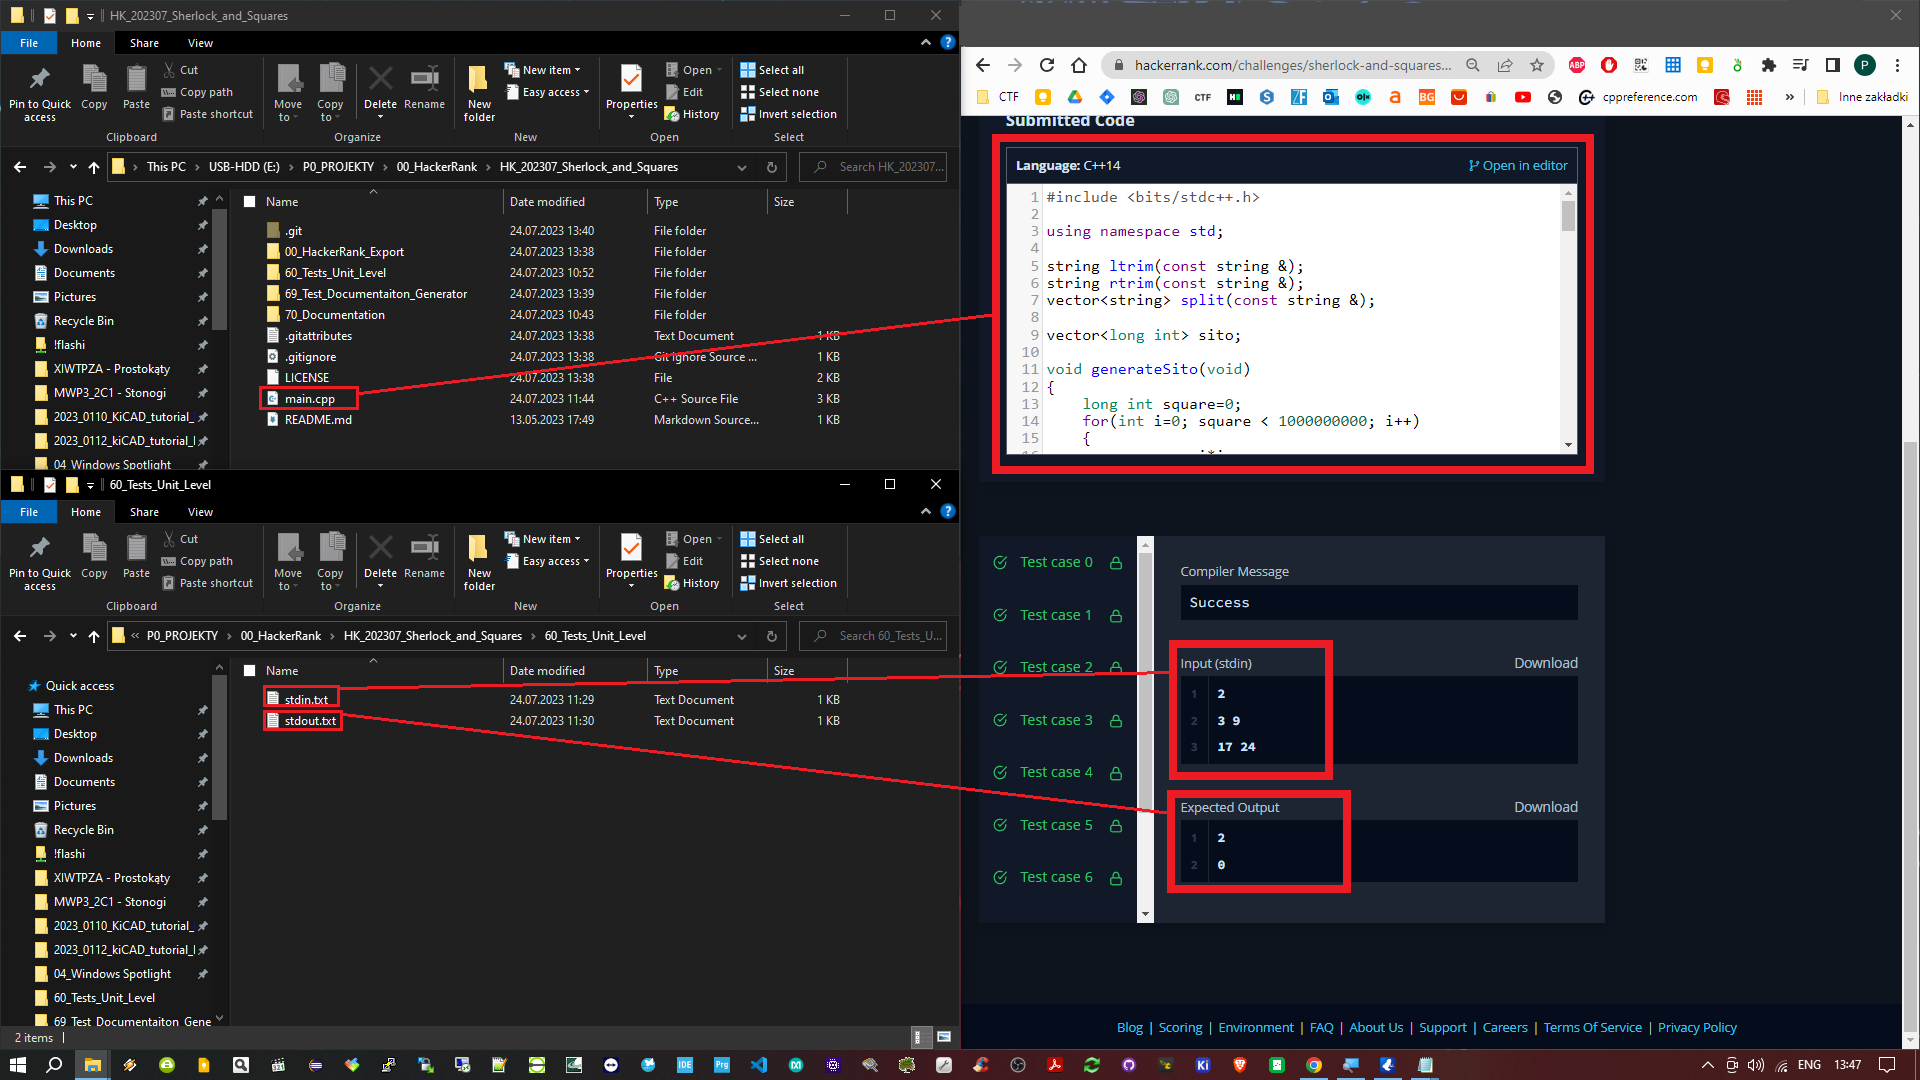 HK_202307_Sherlock_and_Squares
File Home Share View
Pin to Quick access
Copy
Paste
Cut
Copy path
Paste shortcut
Clipboard
Move to
Copy to
Delete
Rename
Organize
New folder
New item
Easy access
New
Properties
Open
Edit
History
Open
Select all
Select none
Invert selection
Select
This PC > USB-HDD (E:) > P0_PROJEKTY > 00_HackerRank > HK_202307_Sherlock_and_Squares
Search HK_202307...
This PC
Desktop
Downloads
Documents
Pictures
Recycle Bin
!flashi
XIWTPZA - Prostokąty
MWP3_2C1 - Stonogi
2023_0110_KiCAD_tutorial_
2023_0112_kiCAD_tutorial_I
04_Windows Spotlight
Name Date modified Type Size
.git 24.07.2023 13:40 File folder
00_HackerRank_Export 24.07.2023 13:38 File folder
60_Tests_Unit_Level 24.07.2023 10:52 File folder
69_Test_Documentaiton_Generator 24.07.2023 13:39 File folder
70_Documentation 24.07.2023 10:43 File folder
.gitattributes 24.07.2023 13:38 Text Document 1 KB
.gitignore 24.07.2023 13:38 Git Ignore Source ... 1 KB
LICENSE 24.07.2023 13:38 File 2 KB
main.cpp 24.07.2023 11:44 C++ Source File 3 KB
README.md 13.05.2023 17:49 Markdown Source... 1 KB
60_Tests_Unit_Level
File Home Share View
Pin to Quick access
Copy
Paste
Cut
Copy path
Paste shortcut
Clipboard
Move to
Copy to
Delete
Rename
Organize
New folder
New item
Easy access
New
Properties
Open
Edit
History
Open
Select all
Select none
Invert selection
Select
« P0_PROJEKTY > 00_HackerRank > HK_202307_Sherlock_and_Squares > 60_Tests_Unit_Level
Search 60_Tests_U...
Quick access
This PC
Desktop
Downloads
Documents
Pictures
Recycle Bin
!flashi
XIWTPZA - Prostokąty
MWP3_2C1 - Stonogi
2023_0110_KiCAD_tutorial_
2023_0112_kiCAD_tutorial_I
04_Windows Spotlight
60_Tests_Unit_Level
69_Test_Documentaiton_Gene
Name Date modified Type Size
stdin.txt 24.07.2023 11:29 Text Document 1 KB
stdout.txt 24.07.2023 11:30 Text Document 1 KB
2 items
hackerrank.com/challenges/sherlock-and-squares...
ABP
P
CTF
CTF
BG
cppreference.com
»
Inne zakładki
Submitted Code
Language: C++14
Open in editor
1 #include <bits/stdc++.h>
2
3 using namespace std;
4
5 string ltrim(const string &);
6 string rtrim(const string &);
7 vector<string> split(const string &);
8
9 vector<long int> sito;
10
11 void generateSito(void)
12 {
13 long int square=0;
14 for(int i=0; square < 1000000000; i++)
15 {
Test case 0
Test case 1
Test case 2
Test case 3
Test case 4
Test case 5
Test case 6
Compiler Message
Success
Input (stdin)
Download
1 2
2 3 9
3 17 24
Expected Output
Download
1 2
2 0
Blog | Scoring | Environment | FAQ | About Us | Support | Careers | Terms Of Service | Privacy Policy
IDE
Prg
Ki
ENG
13:47